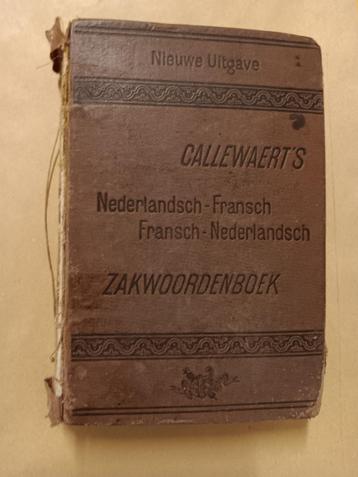 Nieuwe Uitgave
CALLEWAERT'S
Nederlandsch-Fransch
Fransch-Nederlandsch
ZAKWOORDENBOEK